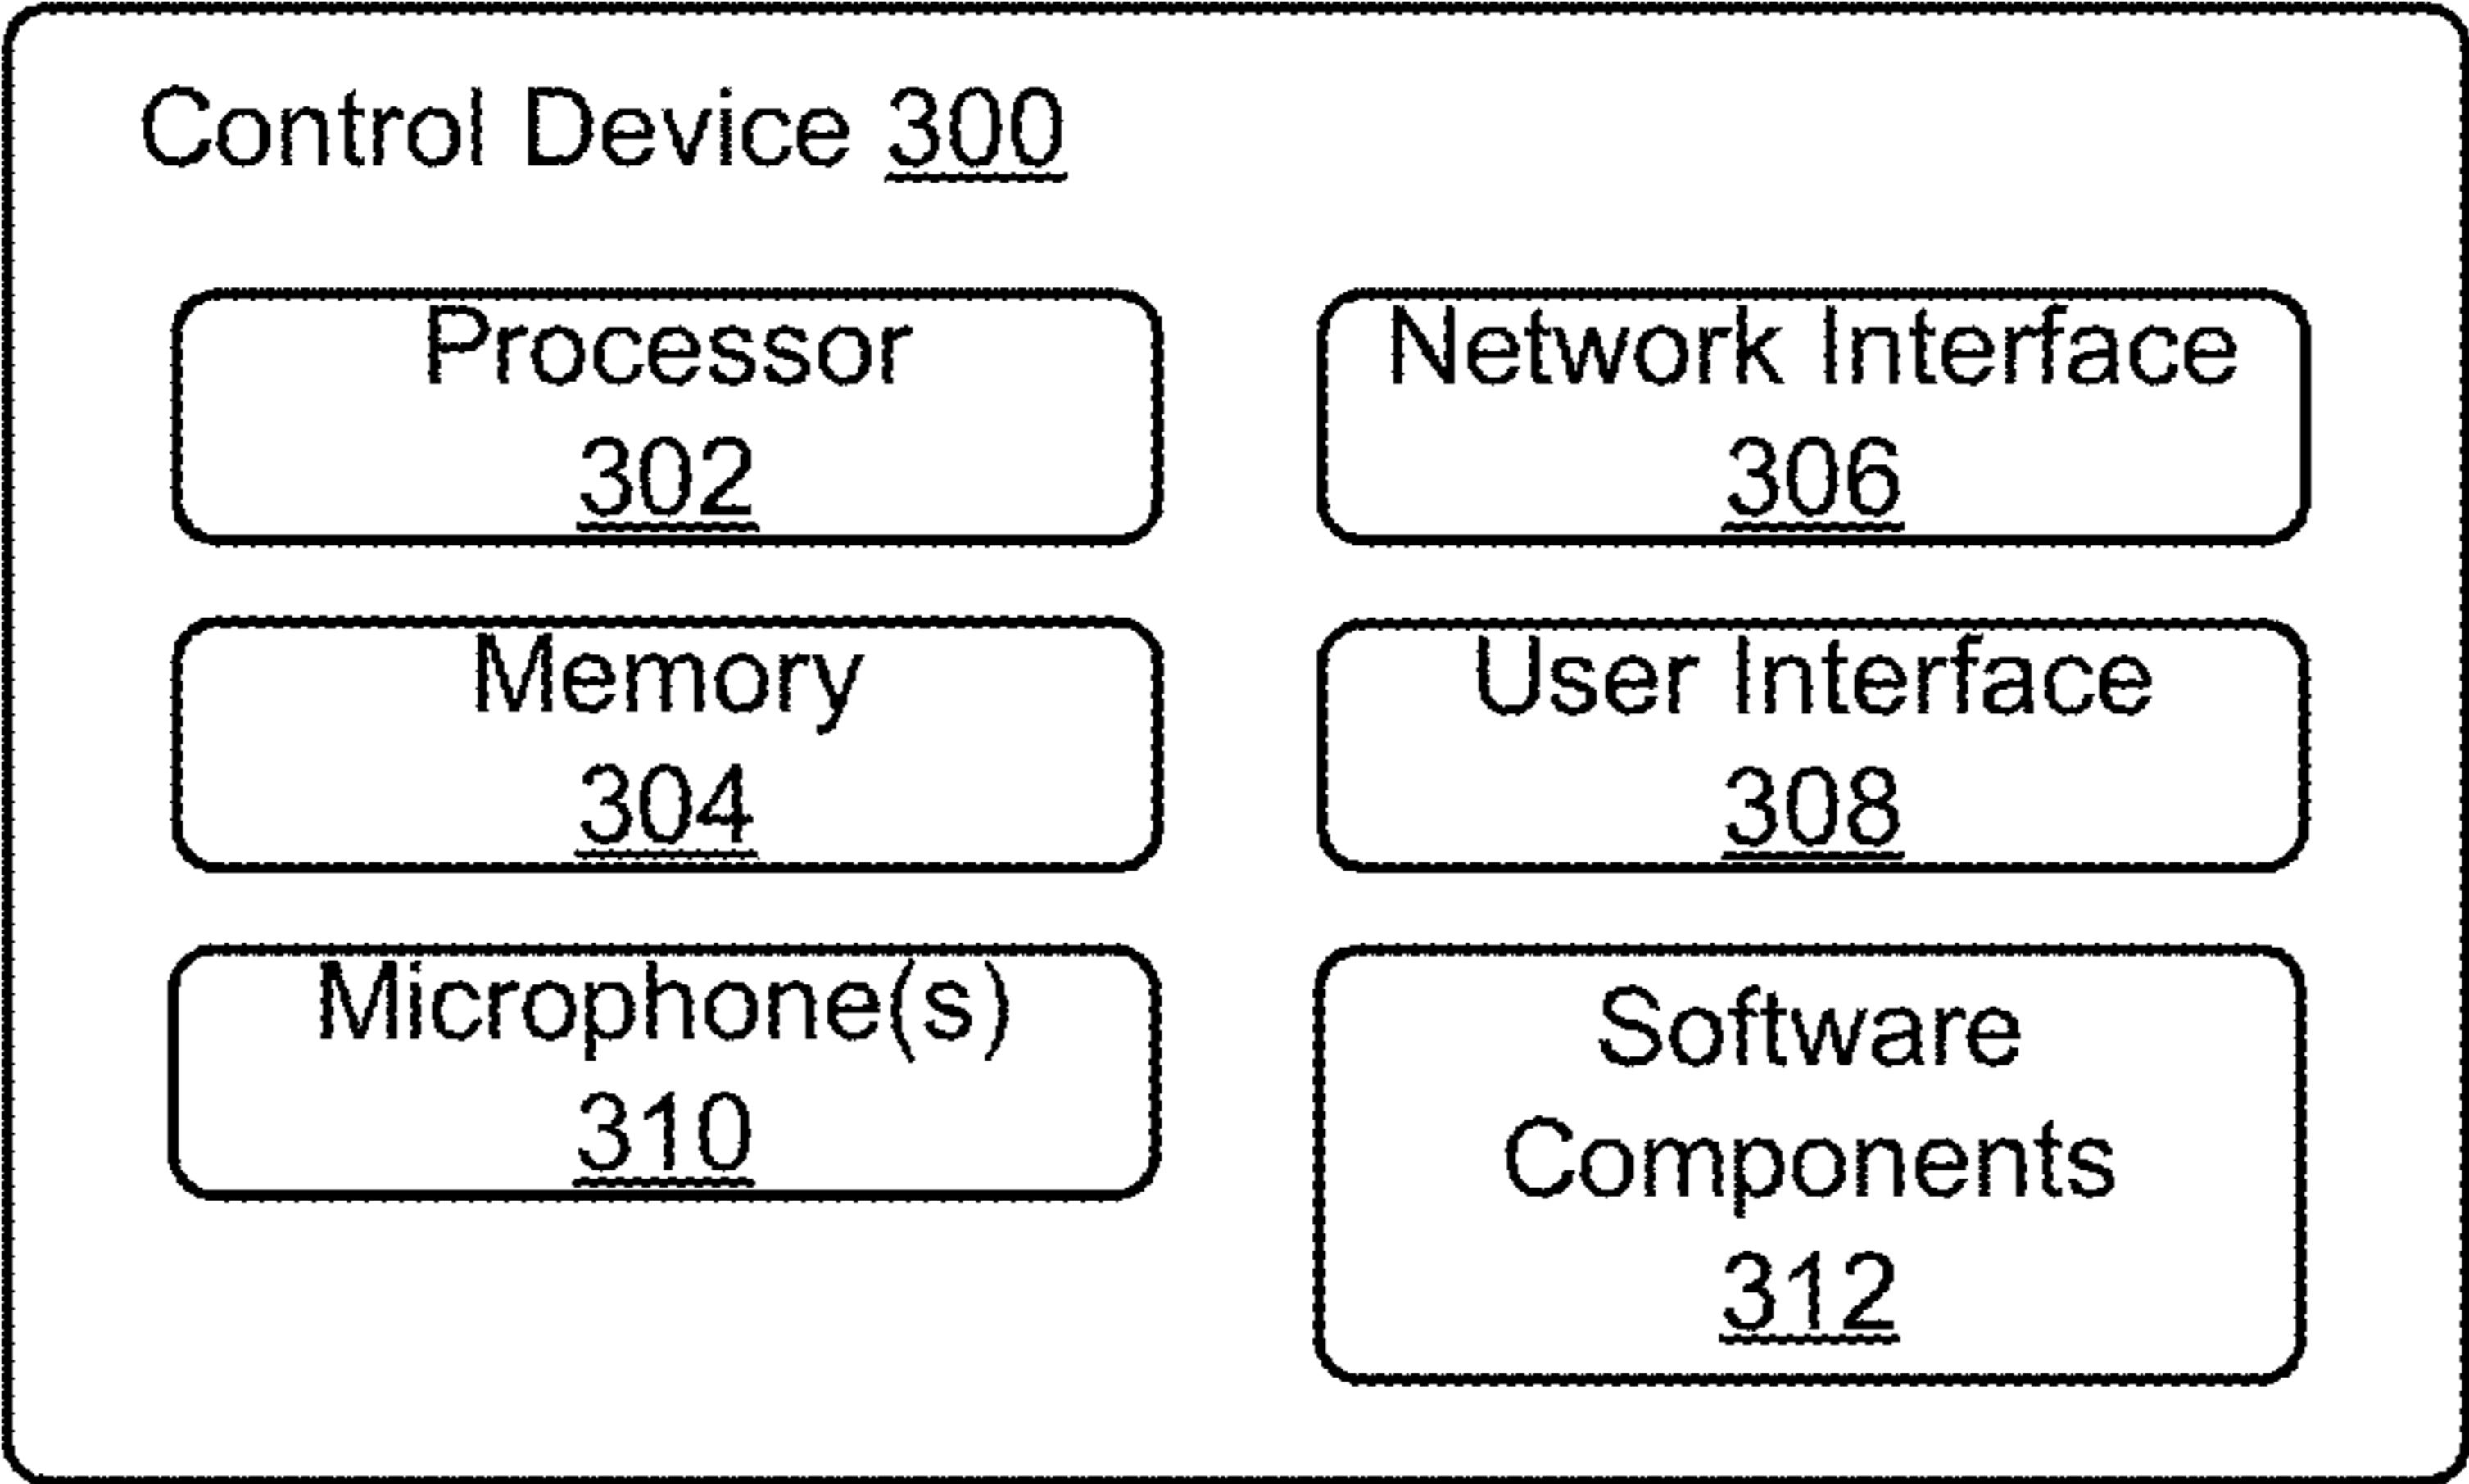 Control Device 300
Processor
302
Network Interface
306
Memory
304
User Interface
308
Microphone(s)
310
Software
Components
312